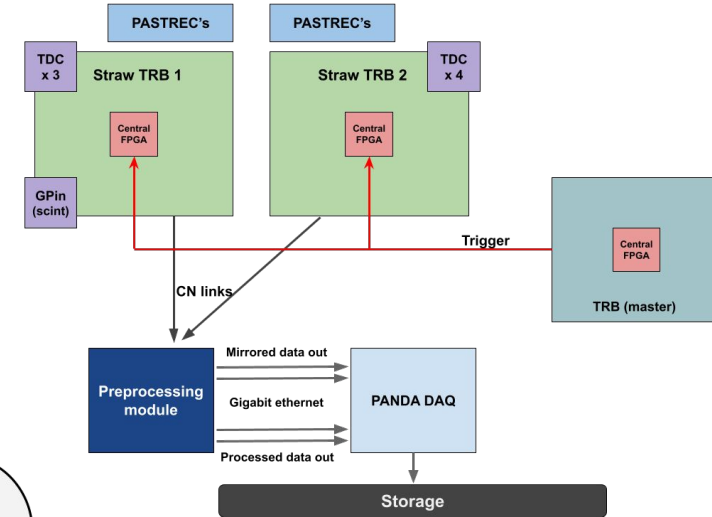 PASTREC's
PASTREC's
TDC
x 3
Straw TRB 1
Straw TRB 2
TDC
x 4
Central
FPGA
Central
FPGA
GPin
(scint)
Trigger
Central
FPGA
TRB (master)
CN links
Mirrored data out
Preprocessing
module
Gigabit ethernet
PANDA DAQ
Processed data out
Storage